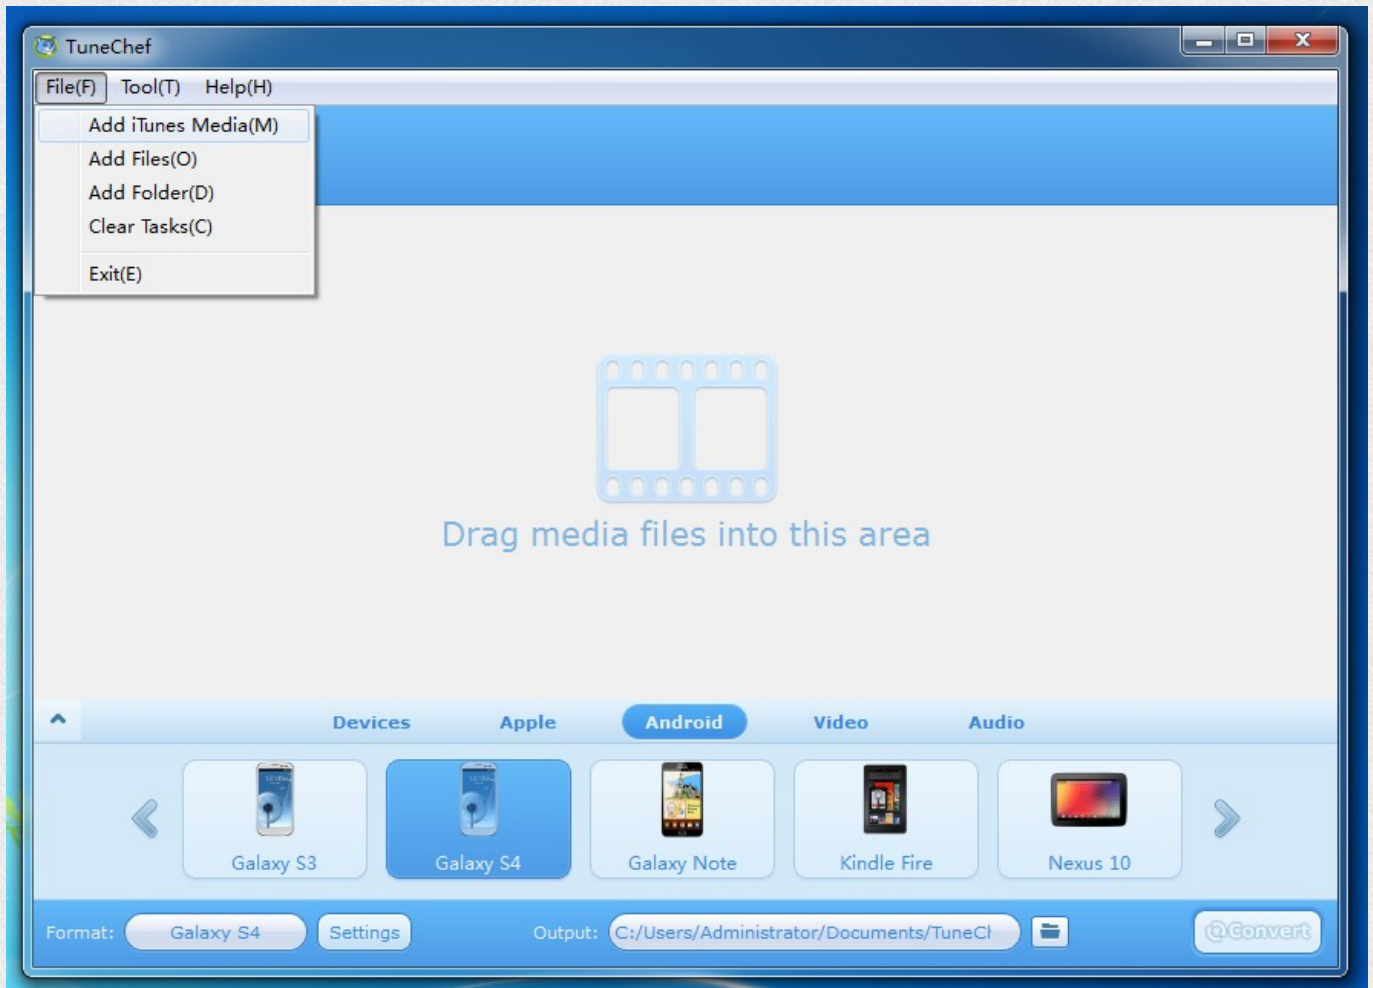 TuneChef
File(F) Tool(T) Help(H)
Add iTunes Media(M)
Add Files(O)
Add Folder(D)
Clear Tasks(C)
Exit(E)
Drag media files into this area
Devices Apple Android Video Audio
Galaxy S3 Galaxy S4 Galaxy Note Kindle Fire Nexus 10
Format: Galaxy S4 Settings Output: C:/Users/Administrator/Documents/TuneCh Convert